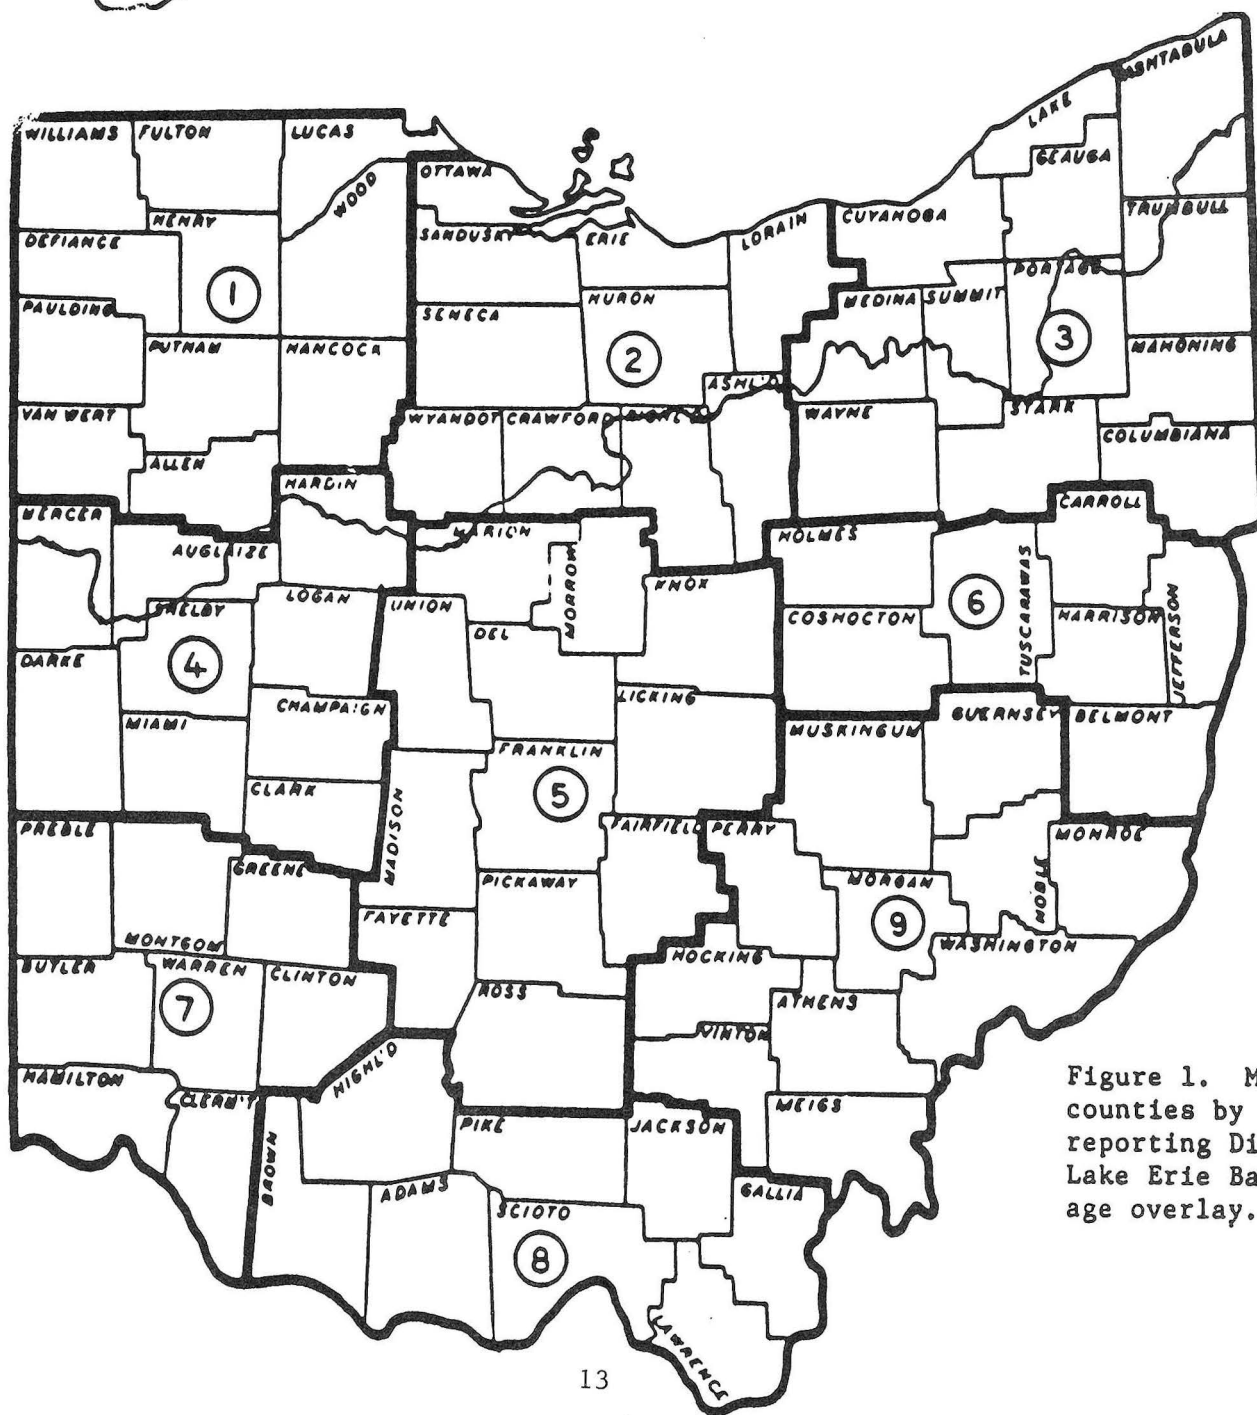 ASHTABULA
LAKE
WILLIAMS FULTON LUCAS
GEAUGA
OTTAWA
WOOD
TRUMBULL
HENRY
LORAIN
CUYAHOGA
DEFIANCE
SANDUSKY
ERIE
PORTAGE
1
PAULDING
HURON
MEDINA SUMMIT
SENECA
3
PUTNAM
HANCOCK
2
MAHONING
ASHL'D
VAN WERT
WYANDOT CRAWFORD
WAYNE
STARK
COLUMBIANA
ALLEN
HARDIN
CARROLL
MERCER
MARION
HOLMES
AUGLAIZE
MORROW
KNOX
LOGAN
UNION
6
TUSCARAWAS
SHELBY
DEL
COSHOCTON
HARRISON
JEFFERSON
DARKE
4
LICKING
CHAMPAIGN
GUERNSEY
BELMONT
MIAMI
MUSKINGUM
FRANKLIN
CLARK
5
MADISON
PREBLE
FAIRFIELD
PERRY
MONROE
GREENE
PICKAWAY
MORGAN
NOBLE
FAYETTE
9
MONTGOM
WASHINGTON
BUTLER
WARREN
CLINTON
HOCKING
7
ROSS
ATHENS
VINTON
HIGHL'D
HAMILTON
CLERM'T
MEIGS
PIKE
JACKSON
BROWN
ADAMS
GALLIA
SCIOTO
8
LAWRENCE
Figure 1. M
counties by
reporting Di
Lake Erie Ba
age overlay.
13